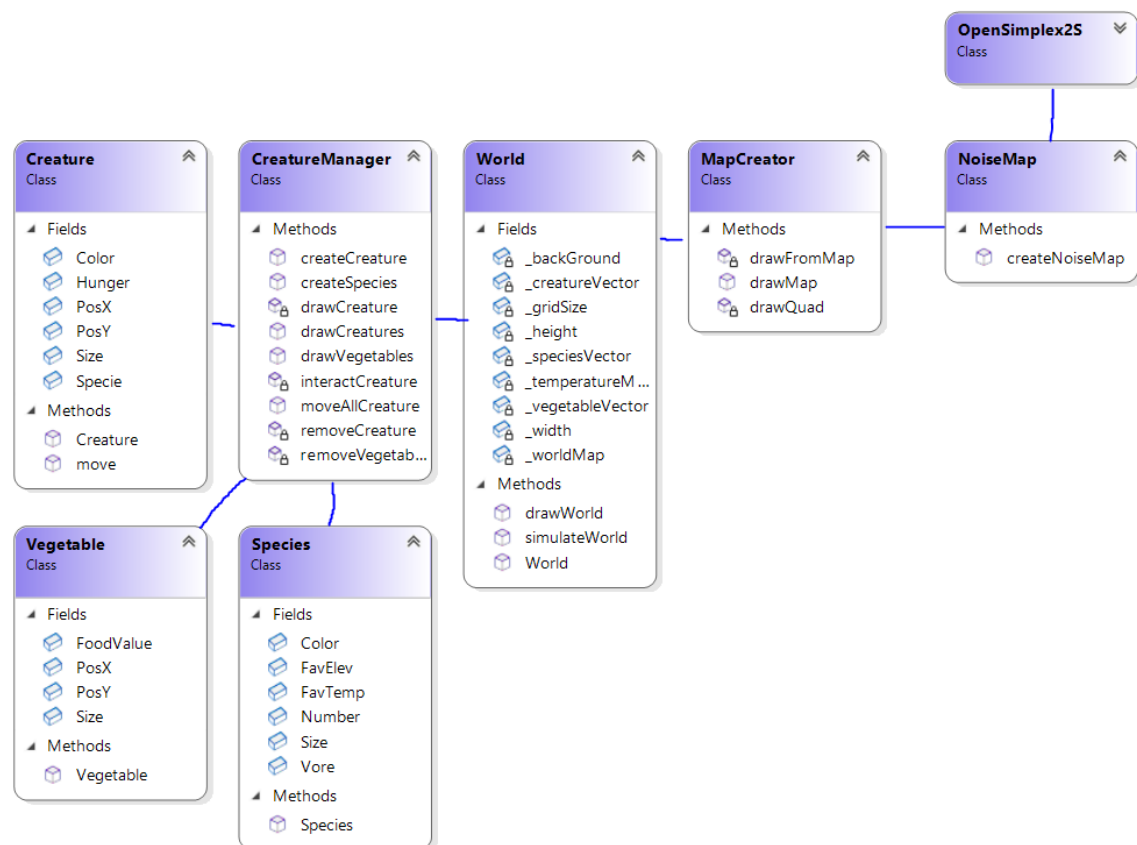 OpenSimplex2S
Class
Creature
Class
Fields
Color
Hunger
PosX
PosY
Size
Specie
Methods
Creature
move
CreatureManager
Class
Methods
createCreature
createSpecies
drawCreature
drawCreatures
drawVegetables
interactCreature
moveAllCreature
removeCreature
removeVegetab...
World
Class
Fields
_backGround
_creatureVector
_gridSize
_height
_speciesVector
_temperatureM...
_vegetableVector
_width
_worldMap
Methods
drawWorld
simulateWorld
World
MapCreator
Class
Methods
drawFromMap
drawMap
drawQuad
NoiseMap
Class
Methods
createNoiseMap
Vegetable
Class
Fields
FoodValue
PosX
PosY
Size
Methods
Vegetable
Species
Class
Fields
Color
FavElev
FavTemp
Number
Size
Vore
Methods
Species